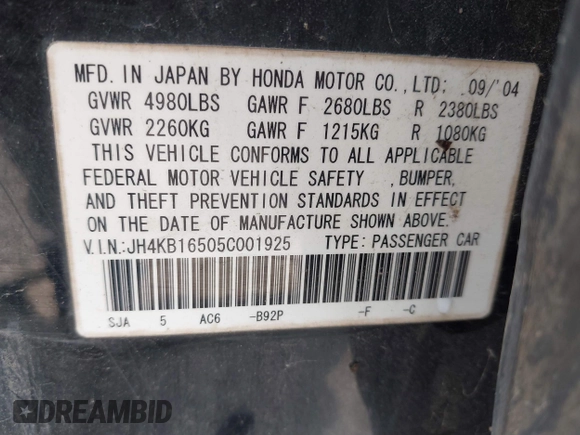 MFD. IN JAPAN BY HONDA MOTOR CO., LTD: 09/'04
GVWR 4980LBS GAWR F 2680LBS R 2380LBS
GVWR 2260KG GAWR F 1215KG R 1080KG
THIS VEHICLE CONFORMS TO ALL APPLICABLE
FEDERAL MOTOR VEHICLE SAFETY , BUMPER,
AND THEFT PREVENTION STANDARDS IN EFFECT
ON THE DATE OF MANUFACTURE SHOWN ABOVE.
V.I.N.:JH4KB16505C001925 TYPE: PASSENGER CAR
SJA 5 AC6 -B92P -F -C
DREAMBID